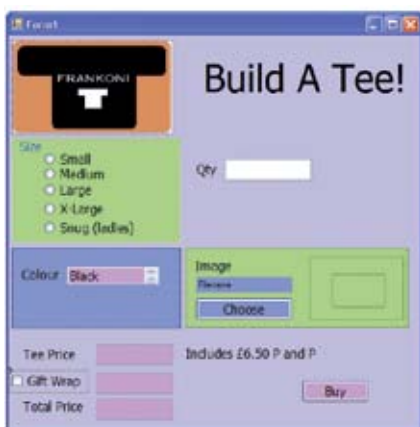 Form1
FRANKONI
Build A Tee!
Size
Small
Medium
Large
X-Large
Snug (ladies)
Qty
Colour
Black
Image
Filename
Choose
Tee Price
Includes £6.50 P and P
Gift Wrap
Buy
Total Price